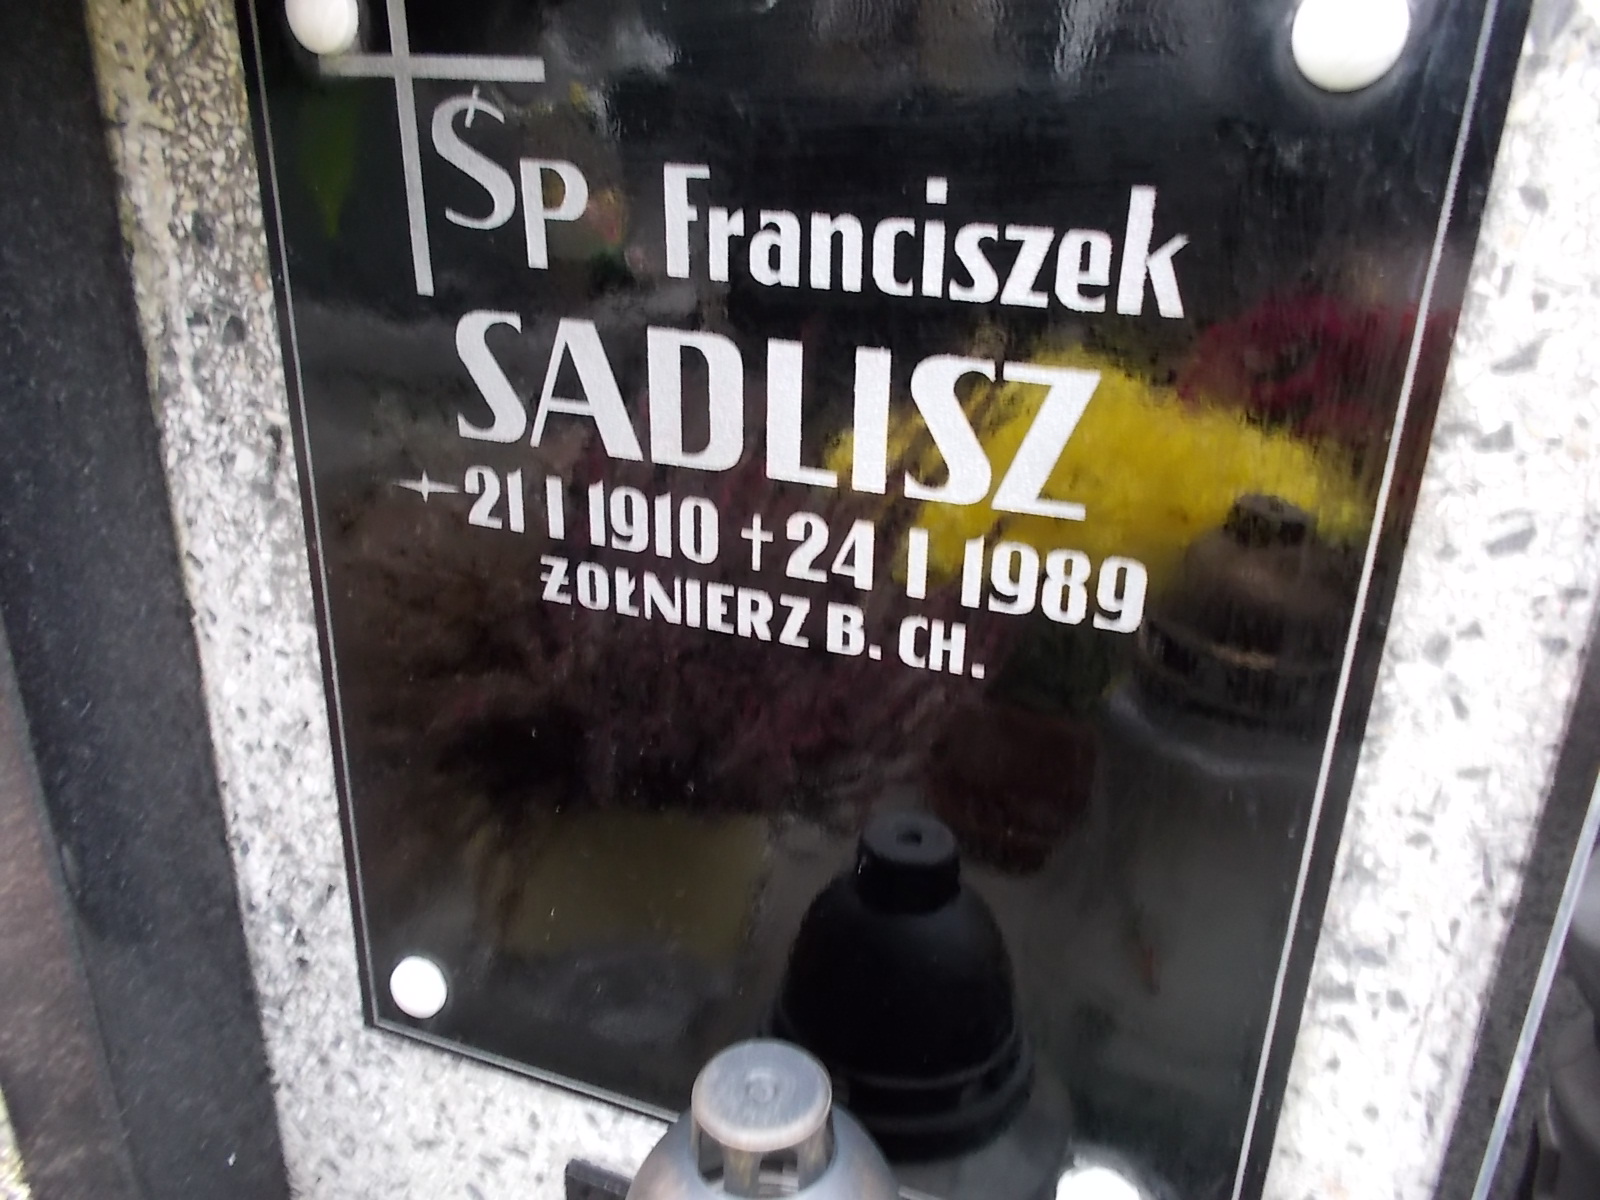 ŚP Franciszek
SADLISZ
21 I 1910 † 24 I 1989
ŻOŁNIERZ B. CH.